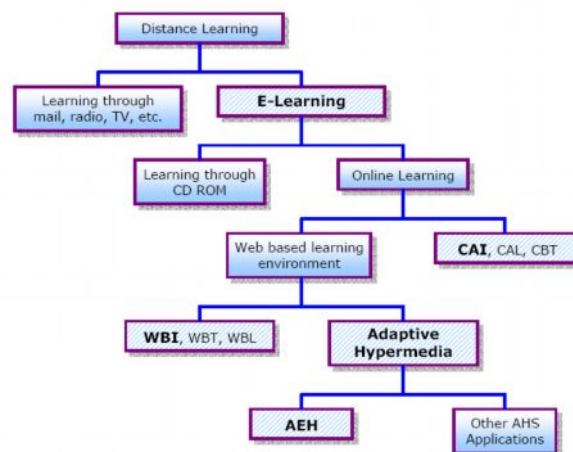 Distance Learning
Learning through
mail, radio, TV, etc.
E-Learning
Learning through
CD ROM
Online Learning
Web based learning
environment
CAI, CAL, CBT
WBI, WBT, WBL
Adaptive
Hypermedia
AEH
Other AHS
Applications